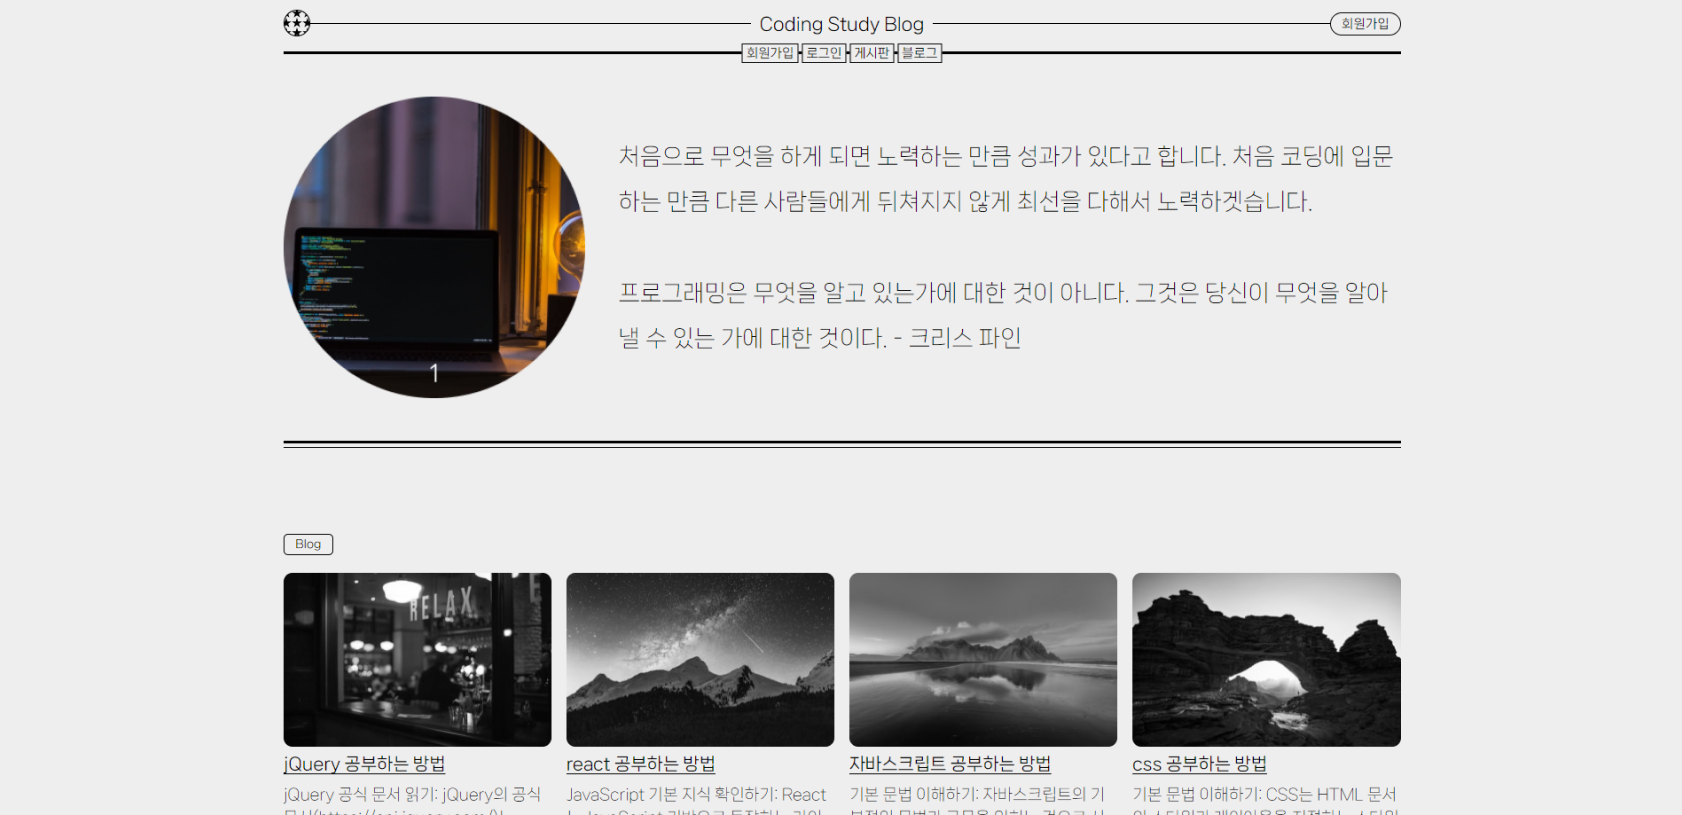 Coding Study Blog
회원가입
회원가입 로그인 게시판 블로그
처음으로 무엇을 하게 되면 노력하는 만큼 성과가 있다고 합니다. 처음 코딩에 입문
하는 만큼 다른 사람들에게 뒤쳐지지 않게 최선을 다해서 노력하겟습니다.
프로그래밍은 무엇을 알고 있는가에 대한 것이 아니다. 그것은 당신이 무엇을 알아
낼 수 있는 가에 대한 것이다. - 크리스 파인
1
Blog
RELAX
jQuery 공부하는 방법
jQuery 공식 문서 읽기: jQuery의 공식
react 공부하는 방법
JavaScript 기본 지식 확인하기: React
자바스크립트 공부하는 방법
기본 문법 이해하기: 자바스크립트의 기
css 공부하는 방법
기본 문법 이해하기: CSS는 HTML 문서